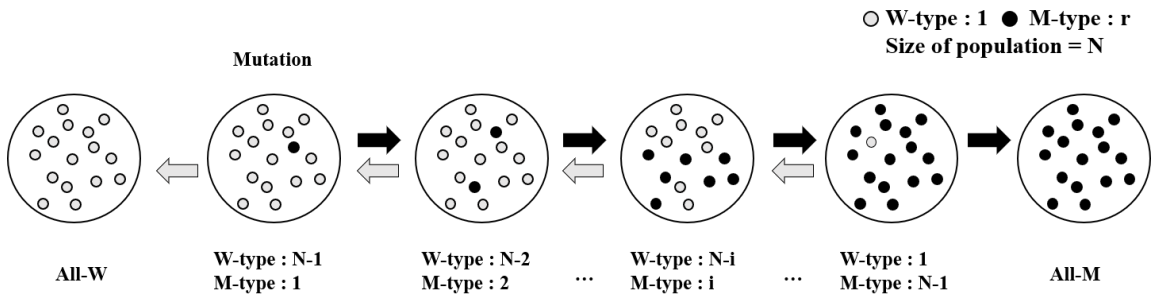 W-type : 1 M-type : r
Size of population = N
Mutation
All-W
W-type : N-1
M-type : 1
W-type : N-2
M-type : 2
...
W-type : N-i
M-type : i
...
W-type : 1
M-type : N-1
All-M